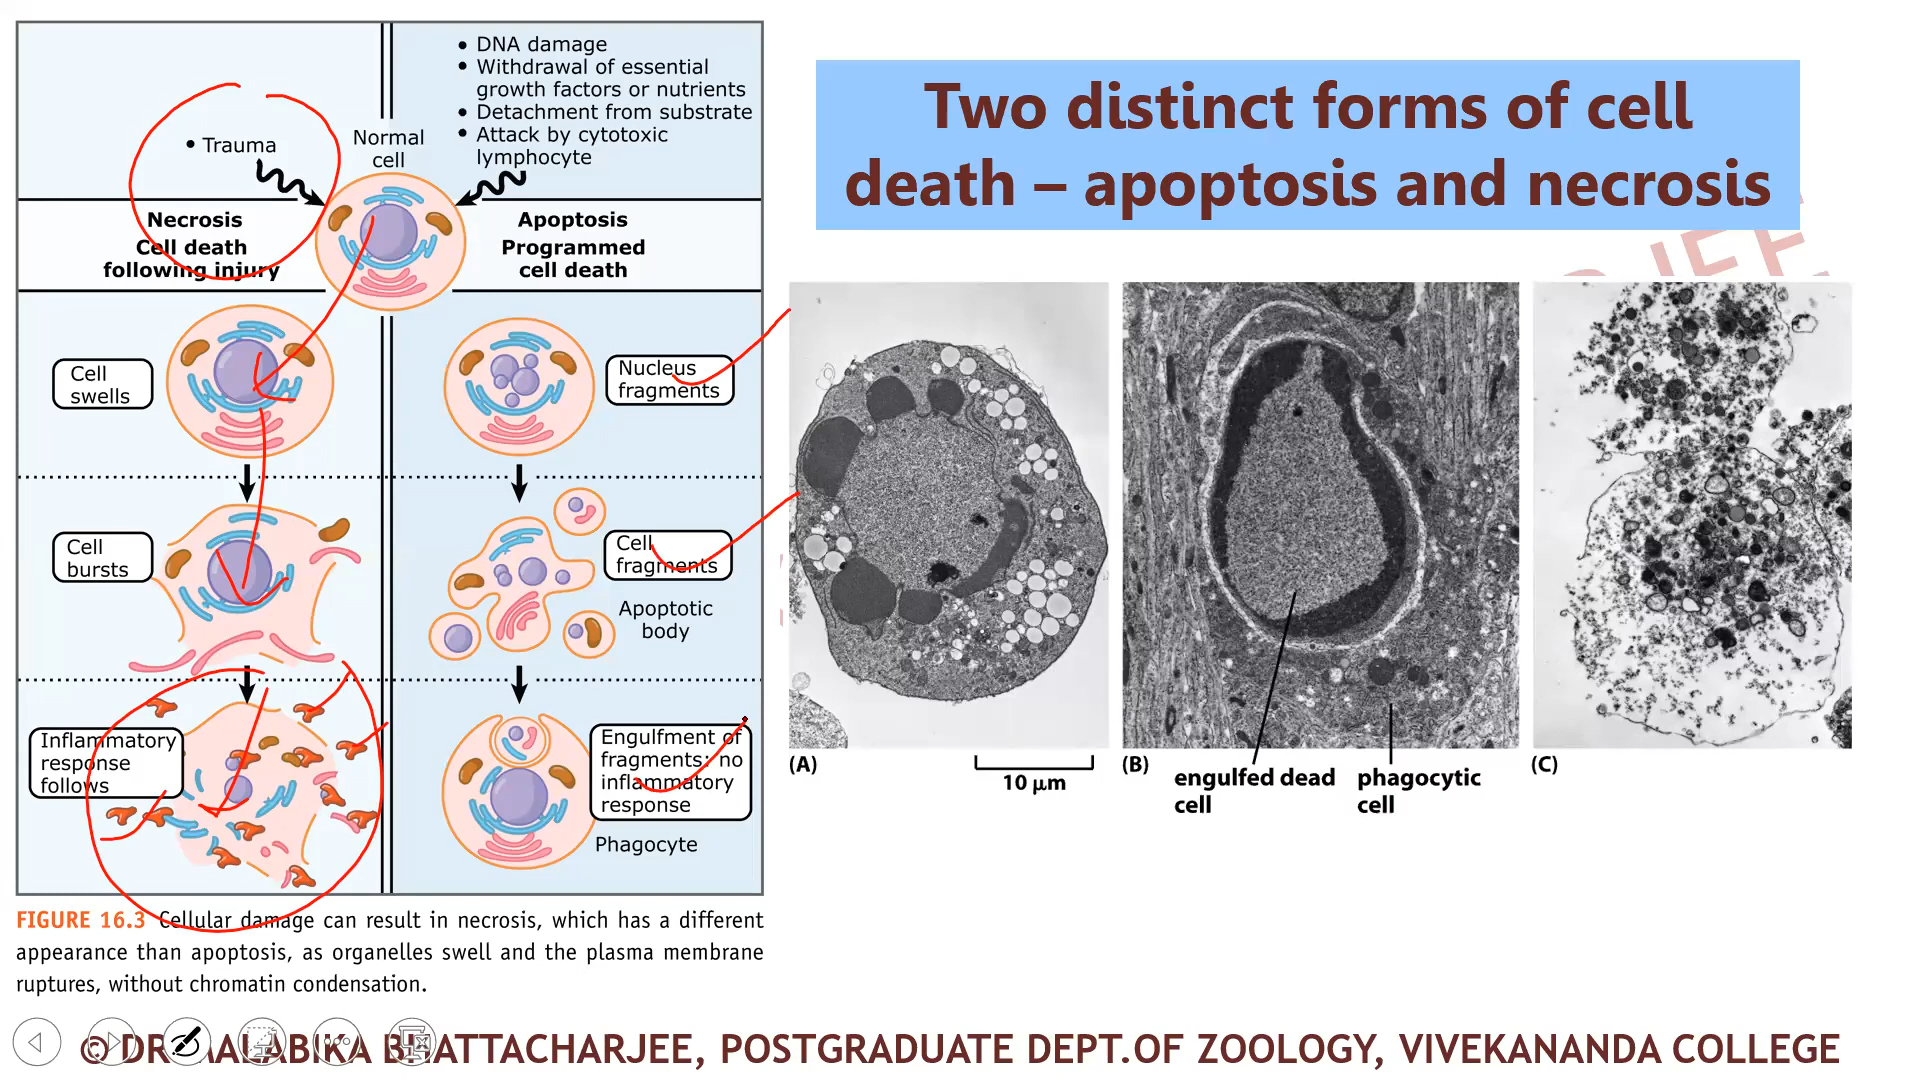 Two distinct forms of cell
death – apoptosis and necrosis
• Trauma
Normal
cell
• DNA damage
• Withdrawal of essential
growth factors or nutrients
• Detachment from substrate
• Attack by cytotoxic
lymphocyte
Necrosis
Cell death
following injury
Apoptosis
Programmed
cell death
Cell
swells
Nucleus
fragments
Cell
bursts
Cell
fragments
Apoptotic
body
Inflammatory
response
follows
Engulfment of
fragments; no
inflammatory
response
Phagocyte
FIGURE 16.3 Cellular damage can result in necrosis, which has a different
appearance than apoptosis, as organelles swell and the plasma membrane
ruptures, without chromatin condensation.
(A)
10 μm
(B)
engulfed dead
cell
phagocytic
cell
(C)
© DR. MALABIKA BHATTACHARJEE, POSTGRADUATE DEPT.OF ZOOLOGY, VIVEKANANDA COLLEGE